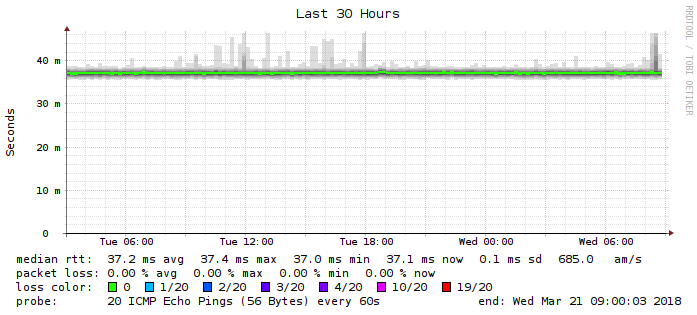 Last 30 Hours
RRDTOOL / TOBI OETIKER
Seconds
40 m
30 m
20 m
10 m
0
Tue 06:00 Tue 12:00 Tue 18:00 Wed 00:00 Wed 06:00
median rtt: 37.2 ms avg 37.4 ms max 37.0 ms min 37.1 ms now 0.1 ms sd 685.0 am/s
packet loss: 0.00 % avg 0.00 % max 0.00 % min 0.00 % now
loss color: 0 1/20 2/20 3/20 4/20 10/20 19/20
probe: 20 ICMP Echo Pings (56 Bytes) every 60s end: Wed Mar 21 09:00:03 2018